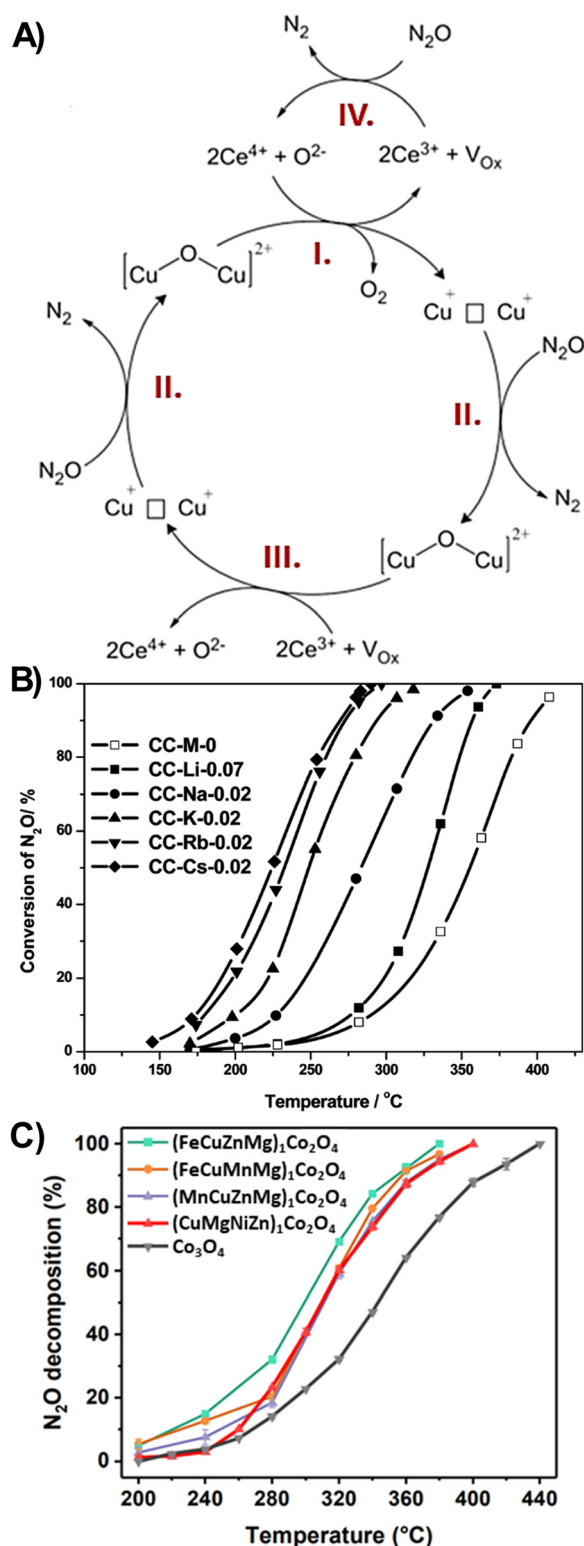 A)
N₂ N₂O
IV.
2Ce⁴⁺ + O²⁻ 2Ce³⁺ + V_Ox
[Cu O Cu]²⁺
I.
O₂
Cu⁺ □ Cu⁺
N₂
N₂O
II.
II.
N₂O
N₂
Cu⁺ □ Cu⁺
III.
[Cu O Cu]²⁺
2Ce⁴⁺ + O²⁻ 2Ce³⁺ + V_Ox
B)
100
80
60
40
20
0
Conversion of N₂O/ %
CC-M-0
CC-Li-0.07
CC-Na-0.02
CC-K-0.02
CC-Rb-0.02
CC-Cs-0.02
100 150 200 250 300 350 400
Temperature / °C
C)
100
80
60
40
20
0
N₂O decomposition (%)
(FeCuZnMg)₁Co₂O₄
(FeCuMnMg)₁Co₂O₄
(MnCuZnMg)₁Co₂O₄
(CuMgNiZn)₁Co₂O₄
Co₃O₄
200 240 280 320 360 400 440
Temperature (°C)